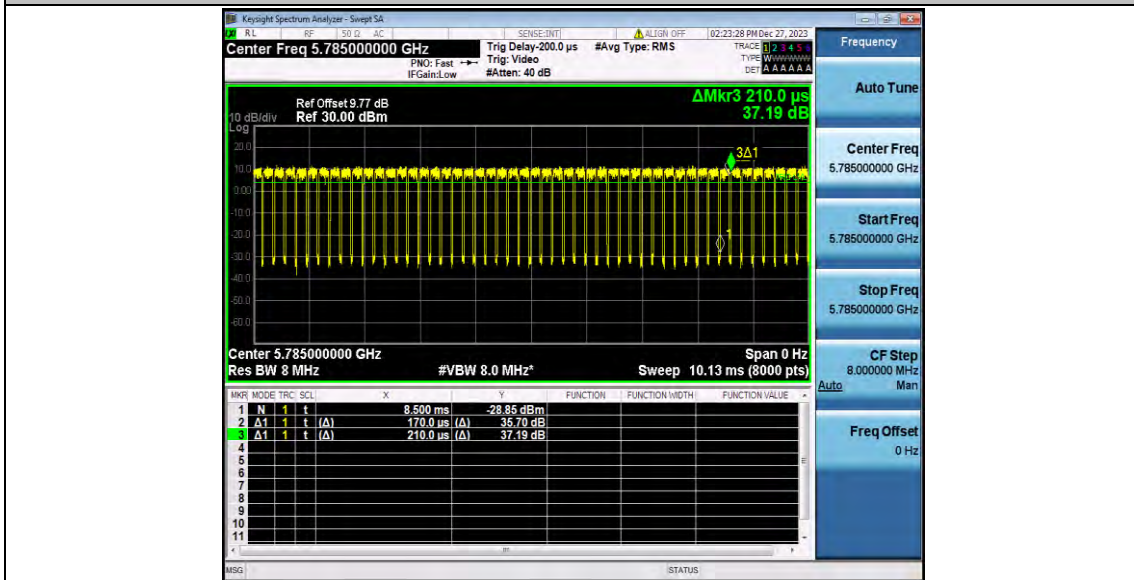 Keysight Spectrum Analyzer - Swept SA
RL RF 50 Ω AC SENSE:INT ALIGN OFF 02:23:28 PM Dec 27, 2023
Center Freq 5.785000000 GHz
PNO: Fast
IFGain:Low
Trig Delay-200.0 µs
Trig: Video
#Atten: 40 dB
#Avg Type: RMS
TRACE 1 2 3 4 5 6
TYPE W
DET A A A A A A
Frequency
Auto Tune
Center Freq
5.785000000 GHz
Start Freq
5.785000000 GHz
Stop Freq
5.785000000 GHz
CF Step
8.000000 MHz
Auto Man
Freq Offset
0 Hz
ΔMkr3 210.0 µs
37.19 dB
Ref Offset 9.77 dB
10 dB/div Ref 30.00 dBm
Log
20.0
10.0
0.00
-10.0
-20.0
-30.0
-40.0
-50.0
-60.0
3Δ1
1
Center 5.785000000 GHz Span 0 Hz
Res BW 8 MHz #VBW 8.0 MHz* Sweep 10.13 ms (8000 pts)
MKR MODE TRC SCL X Y FUNCTION FUNCTION WIDTH FUNCTION VALUE
1 N 1 t 8.500 ms -28.85 dBm
2 Δ1 1 t (Δ) 170.0 µs (Δ) 35.70 dB
3 Δ1 1 t (Δ) 210.0 µs (Δ) 37.19 dB
4
5
6
7
8
9
10
11
MSG STATUS